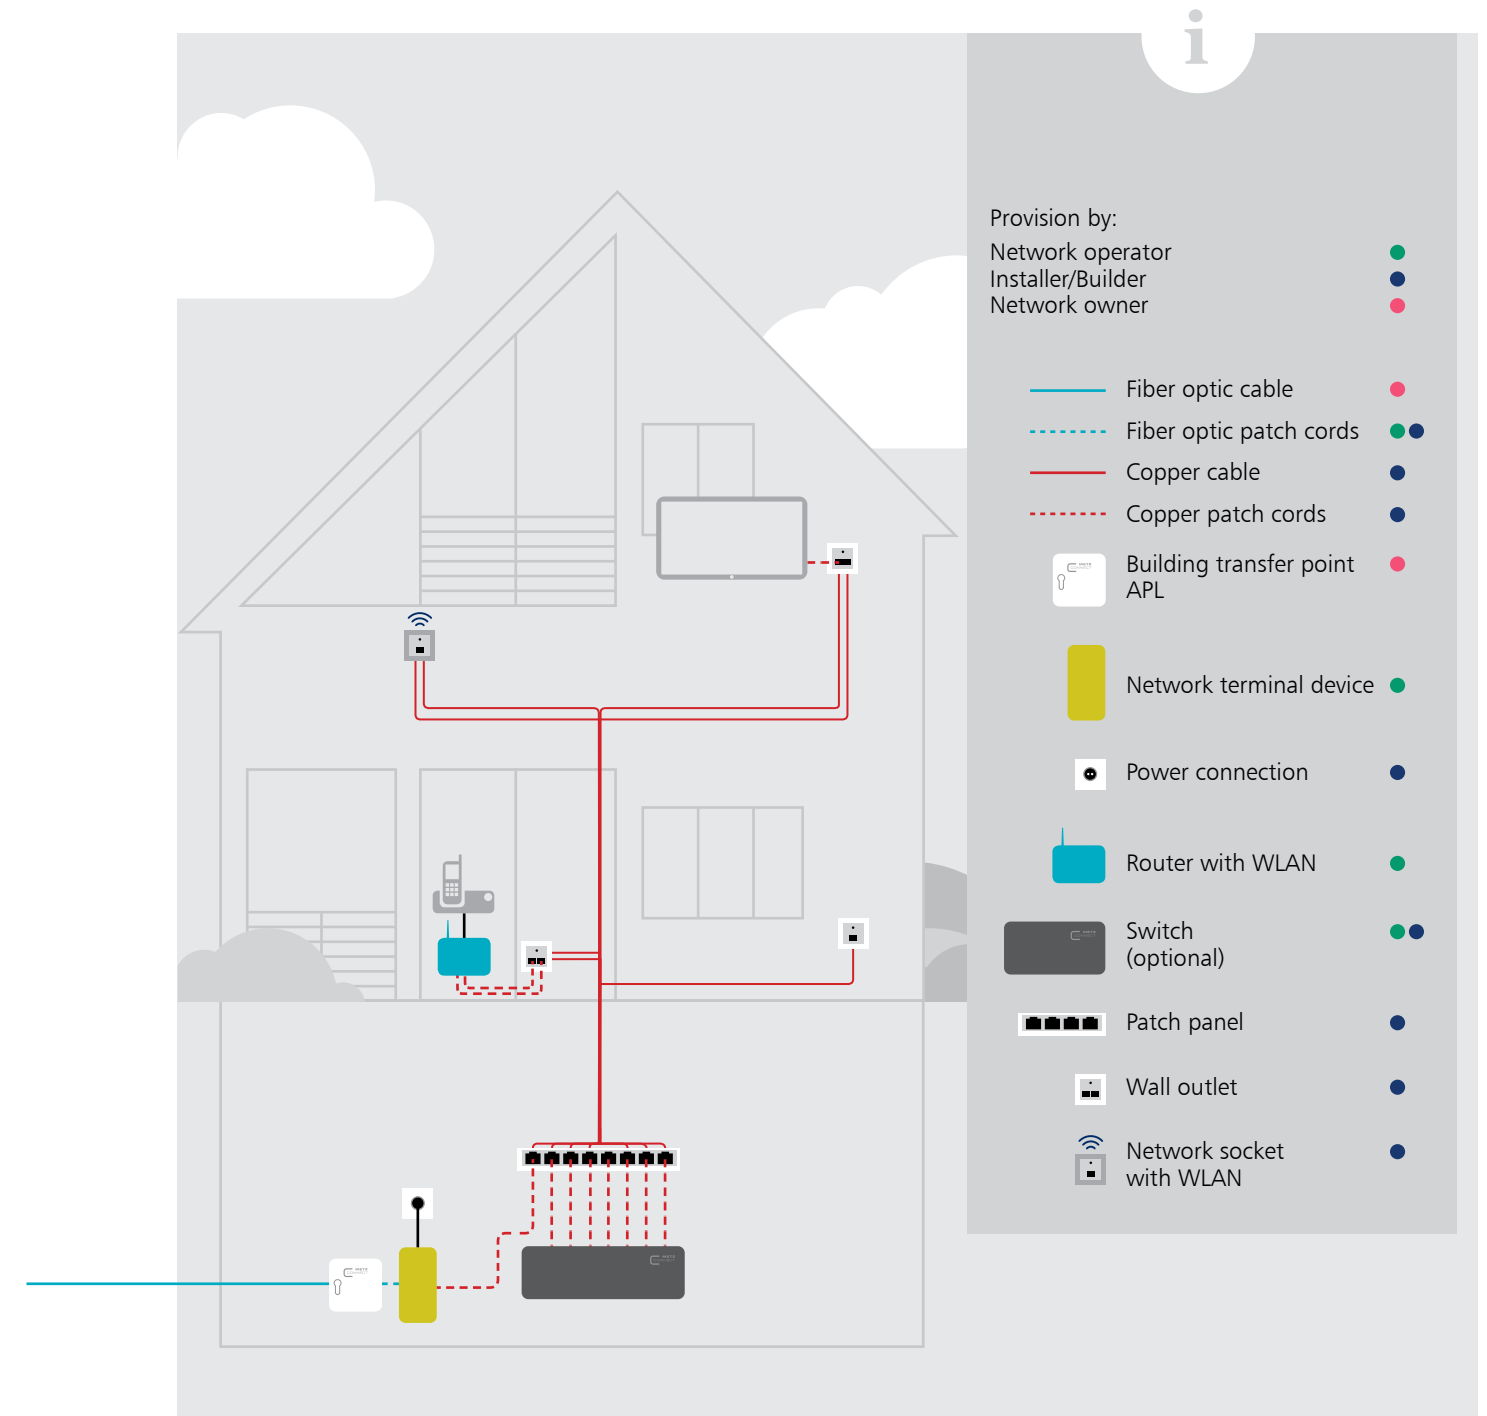 i
Provision by:
Network operator
Installer/Builder
Network owner
Fiber optic cable
Fiber optic patch cords
Copper cable
Copper patch cords
Building transfer point
APL
Network terminal device
Power connection
Router with WLAN
Switch
(optional)
Patch panel
Wall outlet
Network socket
with WLAN